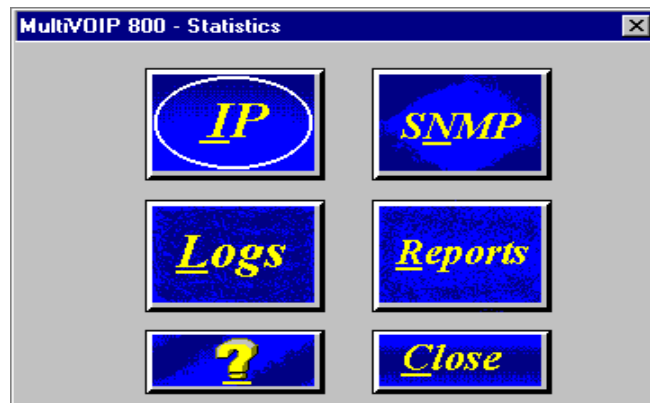 MultiVOIP 800 - Statistics
IP
SNMP
Logs
Reports
?
Close